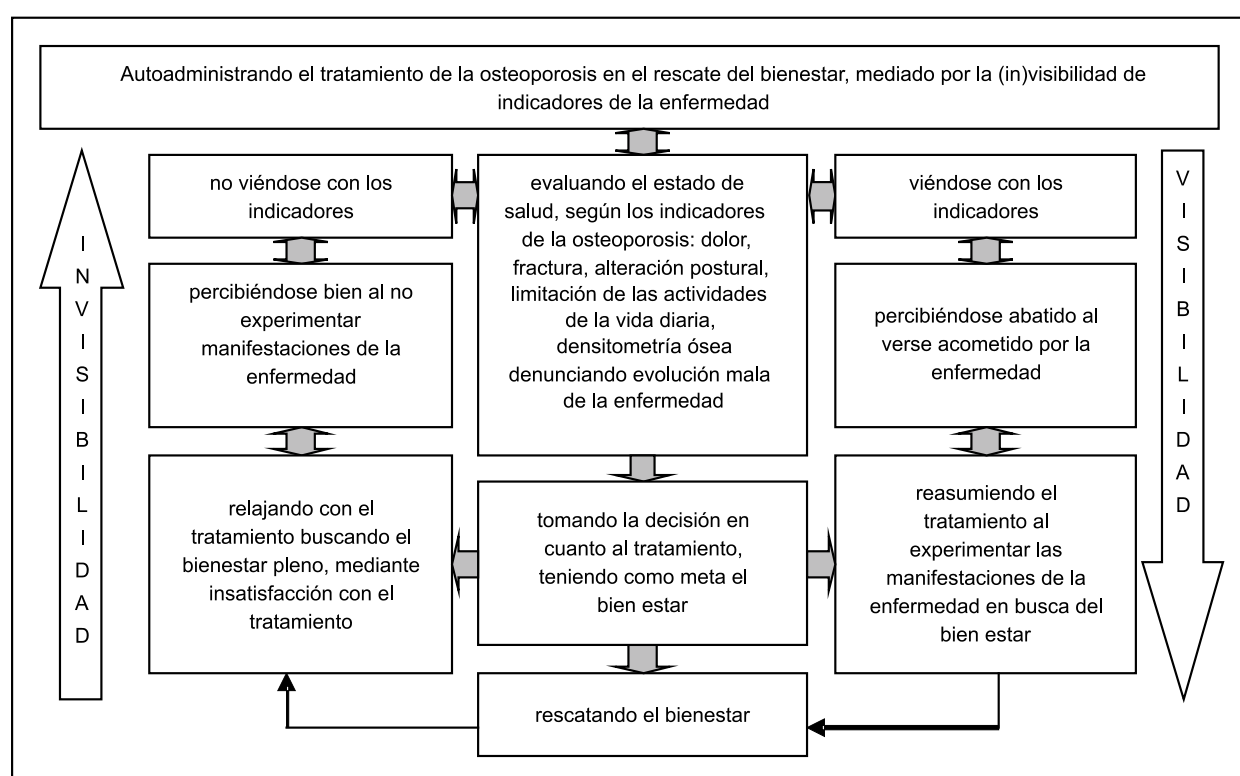 Autoadministrando el tratamiento de la osteoporosis en el rescate del bienestar, mediado por la (in)visibilidad de
indicadores de la enfermedad
INVISIBILIDAD
no viéndose con los
indicadores
percibiéndose bien al no
experimentar
manifestaciones de la
enfermedad
relajando con el
tratamiento buscando el
bienestar pleno, mediante
insatisfacción con el
tratamiento
evaluando el estado de
salud, según los indicadores
de la osteoporosis: dolor,
fractura, alteración postural,
limitación de las actividades
de la vida diaria,
densitometría ósea
denunciando evolución mala
de la enfermedad
tomando la decisión en
cuanto al tratamiento,
teniendo como meta el
bien estar
rescatando el bienestar
viéndose con los
indicadores
percibiéndose abatido al
verse acometido por la
enfermedad
reasumiendo el
tratamiento al
experimentar las
manifestaciones de la
enfermedad en busca del
bien estar
VISIBILIDAD